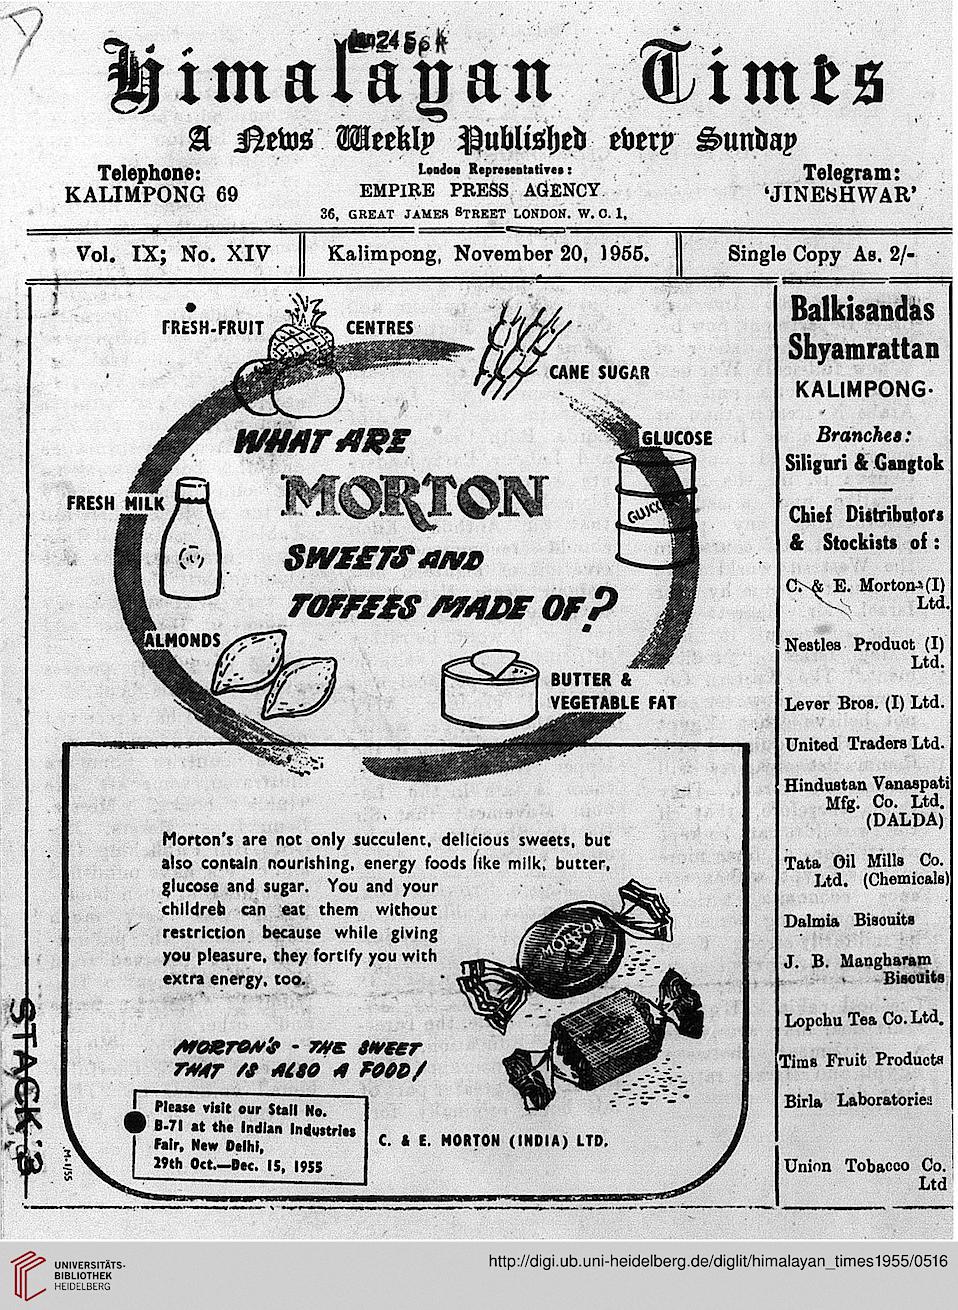 Himalayan Times
A News Weekly Published every Sunday
Telephone:
KALIMPONG 69
London Representatives:
EMPIRE PRESS AGENCY
36, GREAT JAMES STREET LONDON. W. C. 1,
Telegram:
'JINESHWAR'
Vol. IX; No. XIV
Kalimpong, November 20, 1955.
Single Copy As. 2/-
FRESH-FRUIT CENTRES
CANE SUGAR
GLUCOSE
FRESH MILK
WHAT ARE
MORTON
SWEETS AND
TOFFEES MADE OF?
ALMONDS
BUTTER &
VEGETABLE FAT
Morton's are not only succulent, delicious sweets, but
also contain nourishing, energy foods like milk, butter,
glucose and sugar. You and your
children can eat them without
restriction because while giving
you pleasure, they fortify you with
extra energy, too.
MORTON
MORTON'S - THE SWEET
THAT IS ALSO A FOOD!
Please visit our Stall No.
B-71 at the Indian Industries
Fair, New Delhi,
29th Oct.—Dec. 15, 1955
C. & E. MORTON (INDIA) LTD.
M-1/55
STACK 3
Balkisandas
Shyamrattan
KALIMPONG.
Branches:
Siliguri & Gangtok
Chief Distributors
& Stockists of:
C. & E. Morton (I)
Ltd.
Nestles Product (I)
Ltd.
Lever Bros. (I) Ltd.
United Traders Ltd.
Hindustan Vanaspati
Mfg. Co. Ltd.
(DALDA)
Tata Oil Mills Co.
Ltd. (Chemicals)
Dalmia Biscuits
J. B. Mangharam
Biscuits
Lopchu Tea Co. Ltd.
Tims Fruit Products
Birla Laboratories
Union Tobacco Co.
Ltd
UNIVERSITÄTS-
BIBLIOTHEK
HEIDELBERG
http://digi.ub.uni-heidelberg.de/diglit/himalayan_times1955/0516